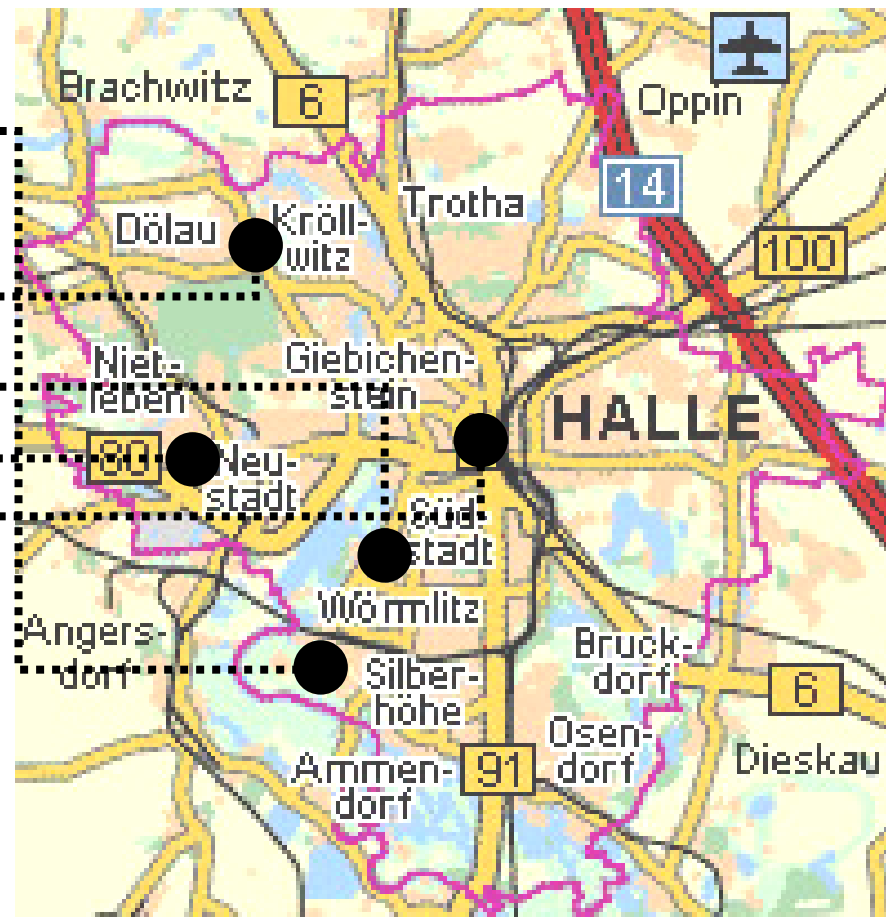 Brachwitz
6
Oppin
14
Trotha
Kröll-
witz
Dölau
100
Niet-
leben
Giebichen-
stein
HALLE
80
Neu-
stadt
Süd-
stadt
Wörmlitz
Angers-
dorf
Silber-
höhe
Bruck-
dorf
6
Osen-
dorf
Dieskau
91
Ammen-
dorf